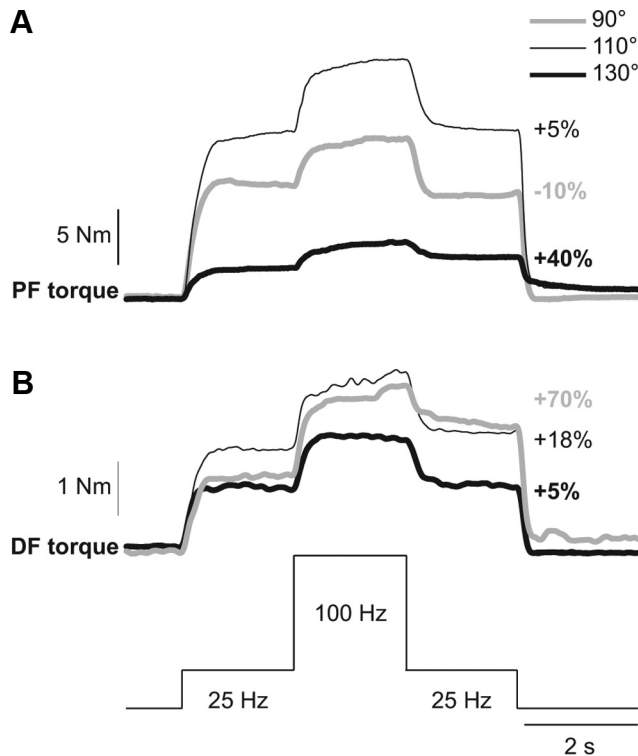 A
90°
110°
130°
+5%
-10%
5 Nm
+40%
PF torque
B
+70%
+18%
1 Nm
+5%
DF torque
100 Hz
25 Hz
25 Hz
2 s